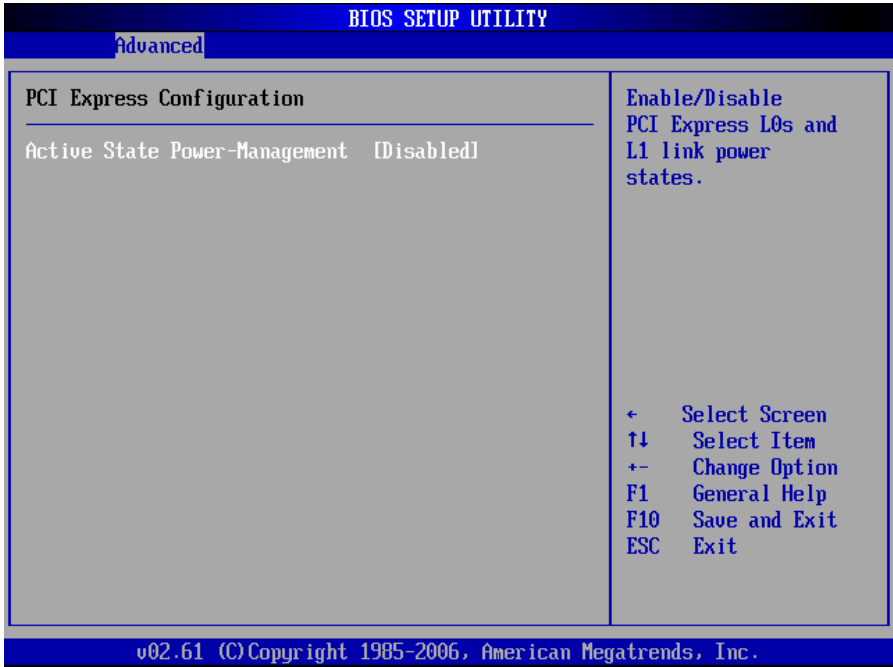 BIOS SETUP UTILITY
Advanced
PCI Express Configuration
Active State Power-Management [Disabled]
Enable/Disable
PCI Express L0s and
L1 link power
states.
← Select Screen
↑↓ Select Item
+- Change Option
F1 General Help
F10 Save and Exit
ESC Exit
v02.61 (C)Copyright 1985-2006, American Megatrends, Inc.